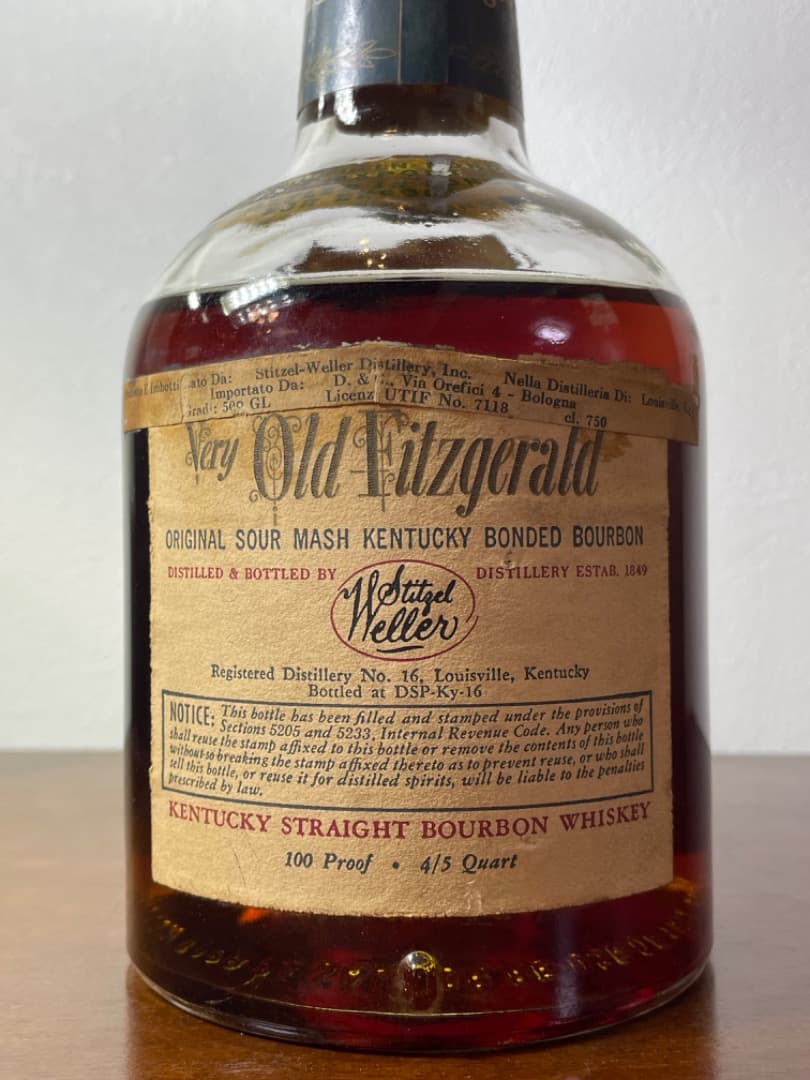 E Imbotti ato Da: Stitzel-Weller Distillery, Inc. Nella Distilleria Di:
Importato Da: D. & Via Orefici 4 - Bologna
Grad.: 50º GL Licenz UTIF No. 7118 cl. 750
Very Old Fitzgerald
ORIGINAL SOUR MASH KENTUCKY BONDED BOURBON
DISTILLED & BOTTLED BY Stitzel Weller DISTILLERY ESTAB. 1849
Registered Distillery No. 16, Louisville, Kentucky
Bottled at DSP-Ky-16
NOTICE: This bottle has been filled and stamped under the provisions of
Sections 5205 and 5233, Internal Revenue Code. Any person who
shall reuse the stamp affixed to this bottle or remove the contents of this bottle
without so breaking the stamp affixed thereto as to prevent reuse, or who shall
sell this bottle, or reuse it for distilled spirits, will be liable to the penalties
prescribed by law.
KENTUCKY STRAIGHT BOURBON WHISKEY
100 Proof • 4/5 Quart